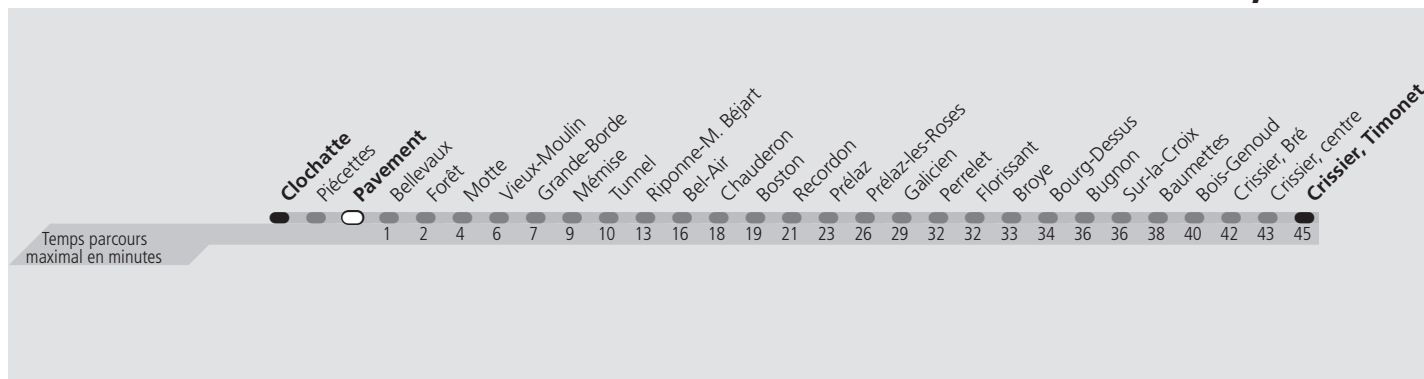 Clochatte
Piécettes
Pavement
Bellevaux
Forêt
Motte
Vieux-Moulin
Grande-Borde
Mémise
Tunnel
Riponne-M. Béjart
Bel-Air
Chauderon
Boston
Recordon
Prélaz
Prélaz-les-Roses
Galicien
Perrelet
Florissant
Broye
Bourg-Dessus
Bugnon
Sur-la-Croix
Baumettes
Bois-Genoud
Crissier, Bré
Crissier, centre
Crissier, Timonet
1 2 4 6 7 9 10 13 16 18 19 21 23 26 29 32 32 33 34 36 36 38 40 42 43 45
Temps parcours
maximal en minutes